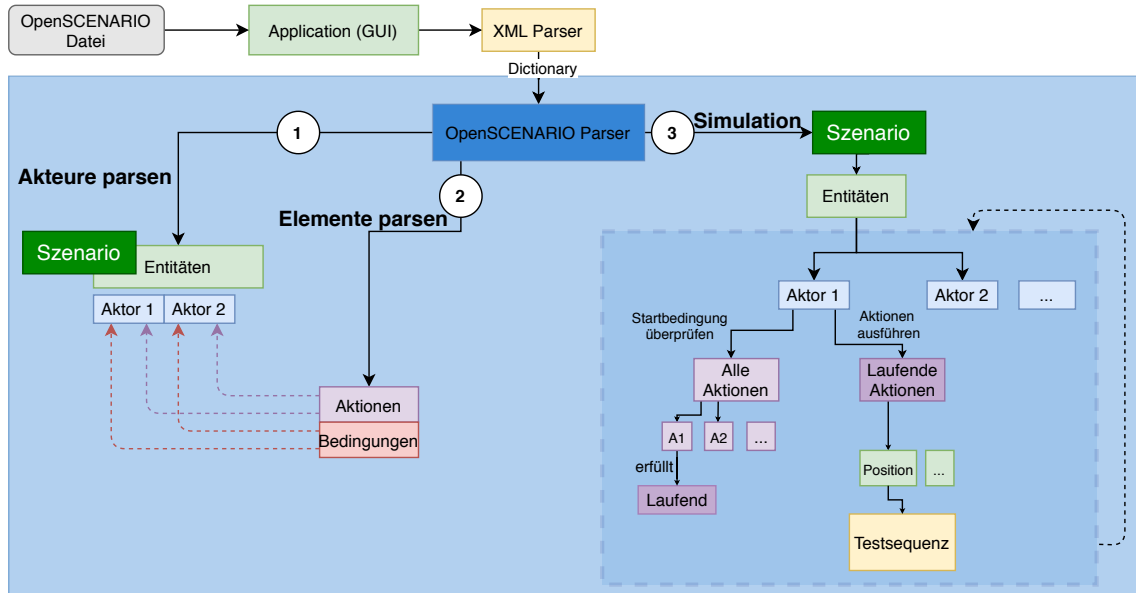 OpenSCENARIO
Datei
Application (GUI)
XML Parser
Dictionary
OpenSCENARIO Parser
1
Akteure parsen
Szenario
Entitäten
Aktor 1
Aktor 2
2
Elemente parsen
Aktionen
Bedingungen
3
Simulation
Szenario
Entitäten
Aktor 1
Aktor 2
...
Startbedingung
überprüfen
Aktionen
ausführen
Alle
Aktionen
Laufende
Aktionen
A1
A2
...
erfüllt
Laufend
Position
...
Testsequenz